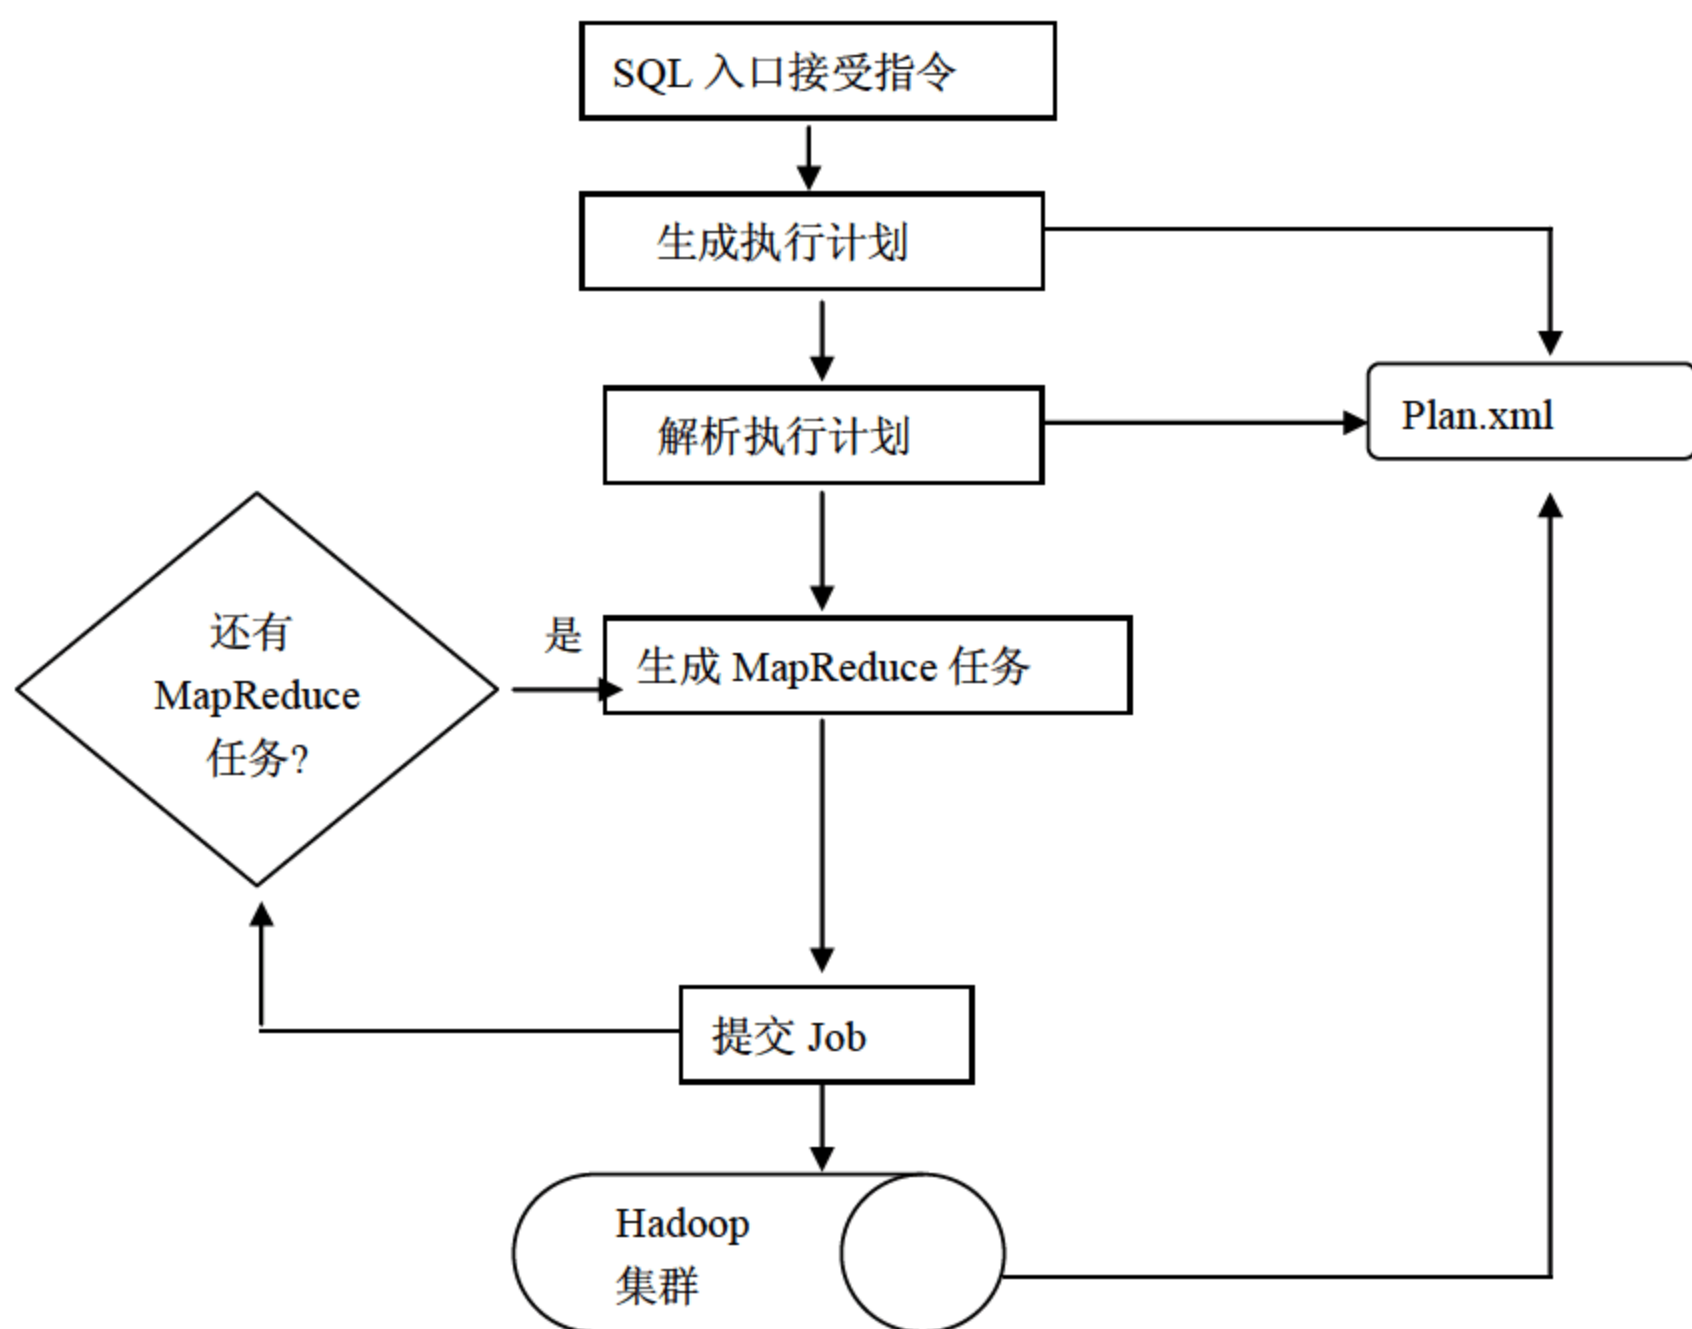 SQL 入口接受指令
生成执行计划
解析执行计划
Plan.xml
还有
MapReduce
任务?
是
生成 MapReduce 任务
提交 Job
Hadoop
集群